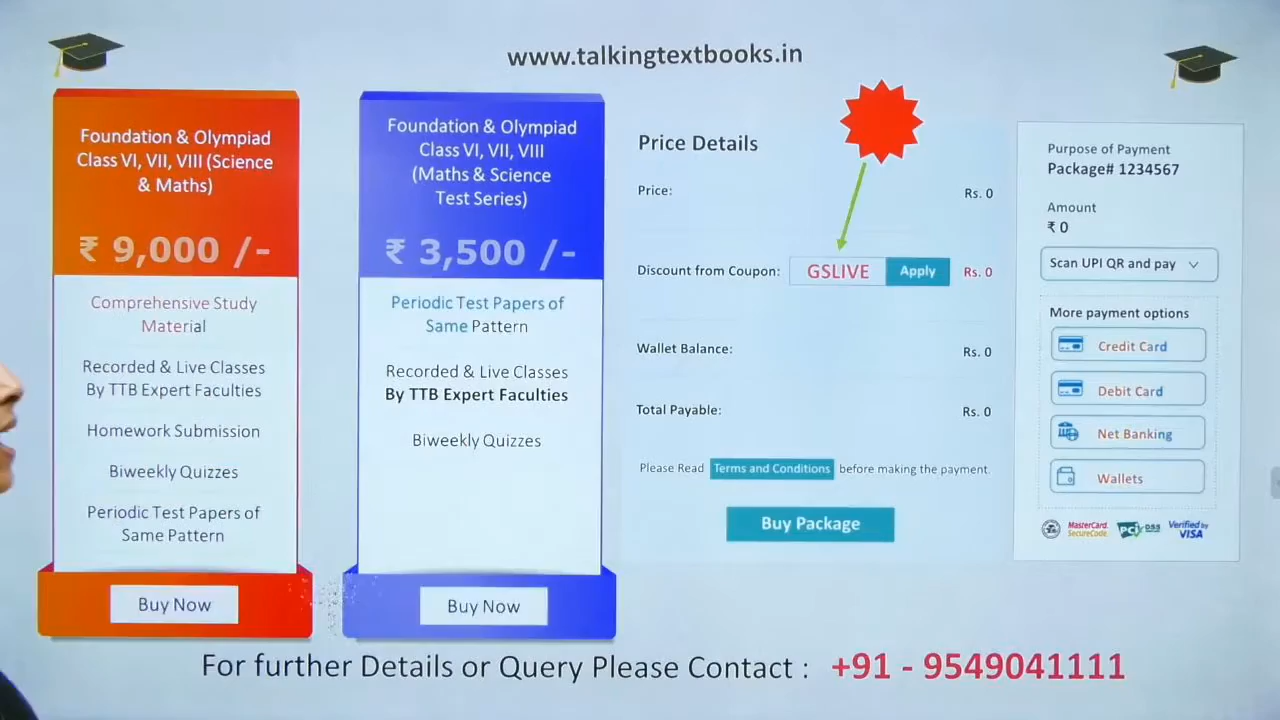 www.talkingtextbooks.in
Foundation & Olympiad
Class VI, VII, VIII (Science
& Maths)
₹ 9,000 /-
Comprehensive Study
Material
Recorded & Live Classes
By TTB Expert Faculties
Homework Submission
Biweekly Quizzes
Periodic Test Papers of
Same Pattern
Buy Now
Foundation & Olympiad
Class VI, VII, VIII
(Maths & Science
Test Series)
₹ 3,500 /-
Periodic Test Papers of
Same Pattern
Recorded & Live Classes
By TTB Expert Faculties
Biweekly Quizzes
Buy Now
Price Details
Price: Rs. 0
Discount from Coupon: GSLIVE Apply Rs. 0
Wallet Balance: Rs. 0
Total Payable: Rs. 0
Please Read Terms and Conditions before making the payment.
Buy Package
Purpose of Payment
Package# 1234567
Amount
₹ 0
Scan UPI QR and pay
More payment options
Credit Card
Debit Card
Net Banking
Wallets
MasterCard. SecureCode
PCI DSS
Verified by VISA
For further Details or Query Please Contact : +91 - 9549041111